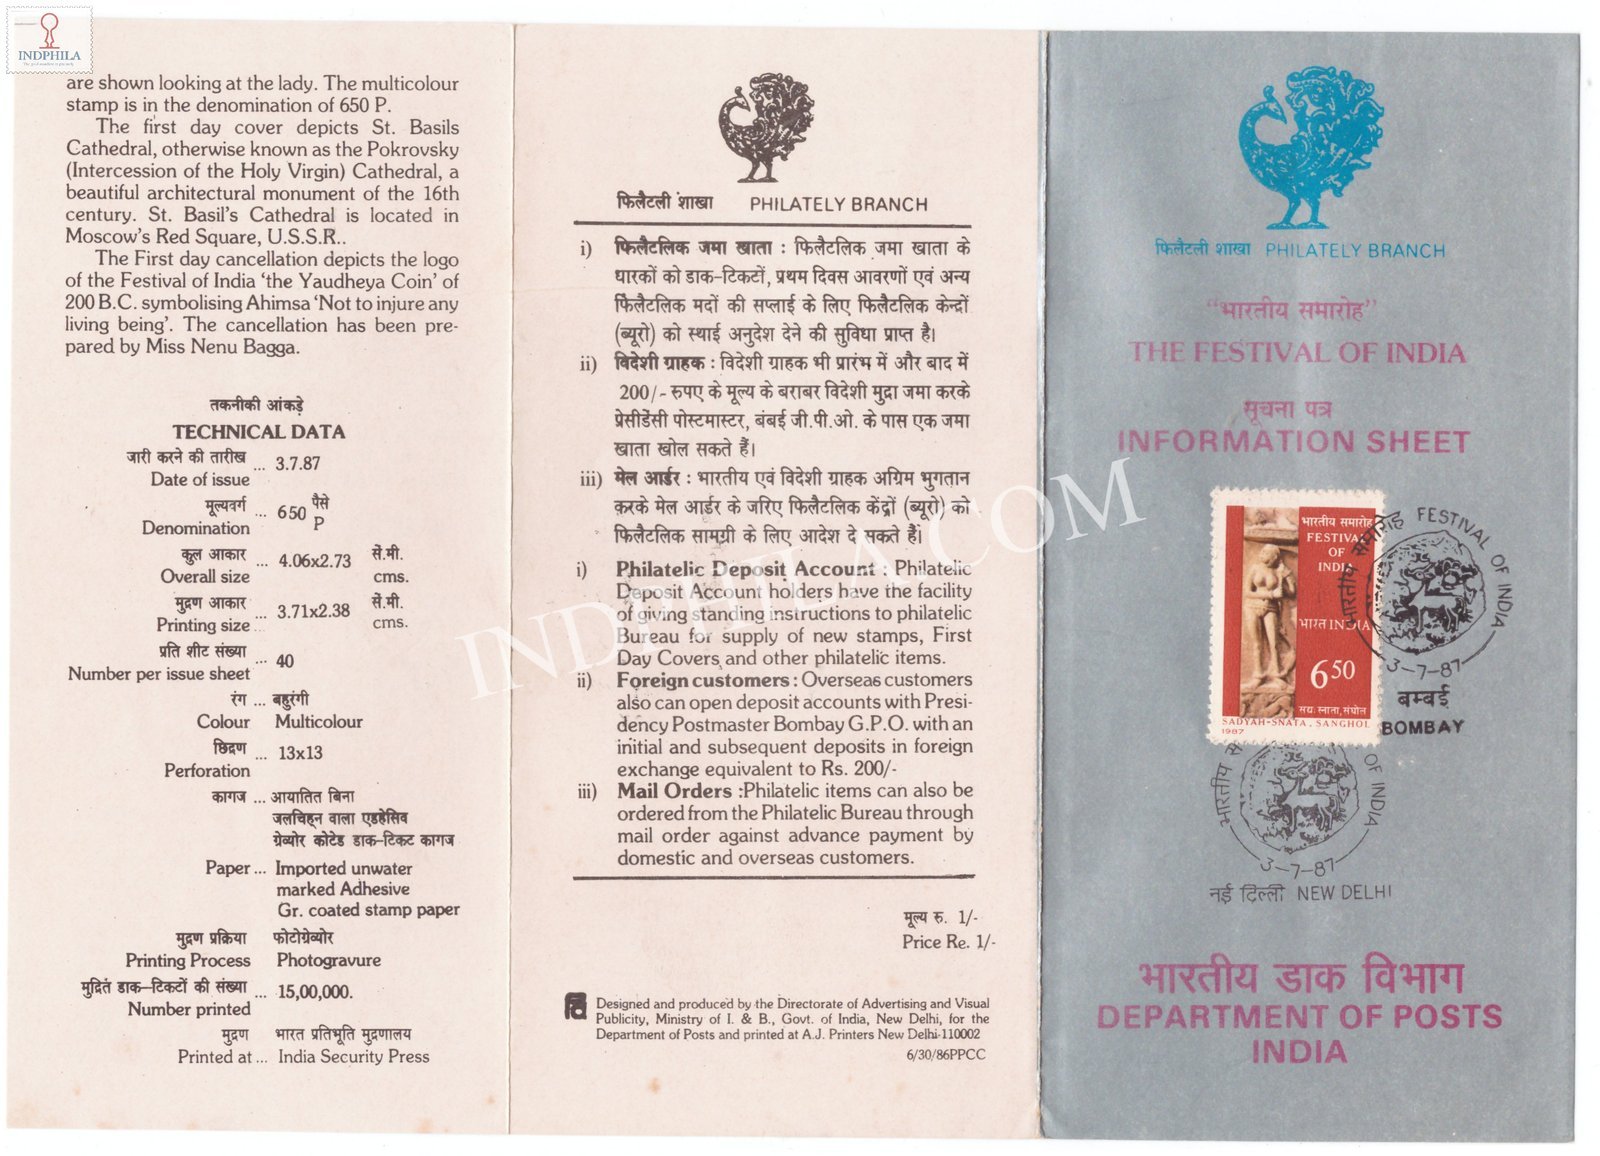 INDPHILA
are shown looking at the lady. The multicolour
stamp is in the denomination of 650 P.
The first day cover depicts St. Basils
Cathedral, otherwise known as the Pokrovsky
(Intercession of the Holy Virgin) Cathedral, a
beautiful architectural monument of the 16th
century. St. Basil's Cathedral is located in
Moscow's Red Square, U.S.S.R..
The First day cancellation depicts the logo
of the Festival of India 'the Yaudheya Coin' of
200 B.C. symbolising Ahimsa 'Not to injure any
living being'. The cancellation has been pre-
pared by Miss Nenu Bagga.
तकनीकी आंकड़े
TECHNICAL DATA
जारी करने की तारीख ... 3.7.87
Date of issue
मूल्यवर्ग ... 650 पैसे
Denomination P
कुल आकार ... 4.06x2.73 सें.मी.
Overall size cms.
मुद्रण आकार ... 3.71x2.38 सें.मी.
Printing size cms.
प्रति शीट संख्या ... 40
Number per issue sheet
रंग ... बहुरंगी
Colour Multicolour
छिद्रण ... 13x13
Perforation
कागज ... आयातित बिना
जलचिह्न वाला एडहेसिव
ग्रेव्योर कोटेड डाक-टिकट कागज
Paper ... Imported unwater
marked Adhesive
Gr. coated stamp paper
मुद्रण प्रक्रिया फोटोग्रेव्योर
Printing Process Photogravure
मुद्रित डाक-टिकटों की संख्या ... 15,00,000.
Number printed
मुद्रण भारत प्रतिभूति मुद्रणालय
Printed at ... India Security Press
फिलैटली शाखा PHILATELY BRANCH
i) फिलैटलिक जमा खाता : फिलैटलिक जमा खाता के
धारकों को डाक-टिकटों, प्रथम दिवस आवरणों एवं अन्य
फिलैटलिक मदों की सप्लाई के लिए फिलैटलिक केन्द्रों
(ब्यूरो) को स्थाई अनुदेश देने की सुविधा प्राप्त है।
ii) विदेशी ग्राहक : विदेशी ग्राहक भी प्रारंभ में और बाद में
200/- रुपए के मूल्य के बराबर विदेशी मुद्रा जमा करके
प्रेसीडेंसी पोस्टमास्टर, बंबई जी.पी.ओ. के पास एक जमा
खाता खोल सकते हैं।
iii) मेल आर्डर : भारतीय एवं विदेशी ग्राहक अग्रिम भुगतान
करके मेल आर्डर के जरिए फिलैटलिक केंद्रों (ब्यूरो) को
फिलैटलिक सामग्री के लिए आदेश दे सकते हैं।
i) Philatelic Deposit Account : Philatelic
Deposit Account holders have the facility
of giving standing instructions to philatelic
Bureau for supply of new stamps, First
Day Covers and other philatelic items.
ii) Foreign customers : Overseas customers
also can open deposit accounts with Presi-
dency Postmaster Bombay G.P.O. with an
initial and subsequent deposits in foreign
exchange equivalent to Rs. 200/-
iii) Mail Orders :Philatelic items can also be
ordered from the Philatelic Bureau through
mail order against advance payment by
domestic and overseas customers.
मूल्य रु. 1/-
Price Re. 1/-
Designed and produced by the Directorate of Advertising and Visual
Publicity, Ministry of I. & B., Govt. of India, New Delhi, for the
Department of Posts and printed at A.J. Printers New Delhi-110002
6/30/86PPCC
फिलैटली शाखा PHILATELY BRANCH
"भारतीय समारोह"
THE FESTIVAL OF INDIA
सूचना पत्र
INFORMATION SHEET
भारतीय समारोह
FESTIVAL
OF
INDIA
भारत INDIA
650
सद्य: स्नाता, संघोल
SADYAH-SNATA, SANGHOL
1987
भारतीय समारोह FESTIVAL OF INDIA
3-7-87
बम्बई
BOMBAY
भारतीय स OF INDIA
3-7-87
नई दिल्ली NEW DELHI
भारतीय डाक विभाग
DEPARTMENT OF POSTS
INDIA
INDPHILA.COM